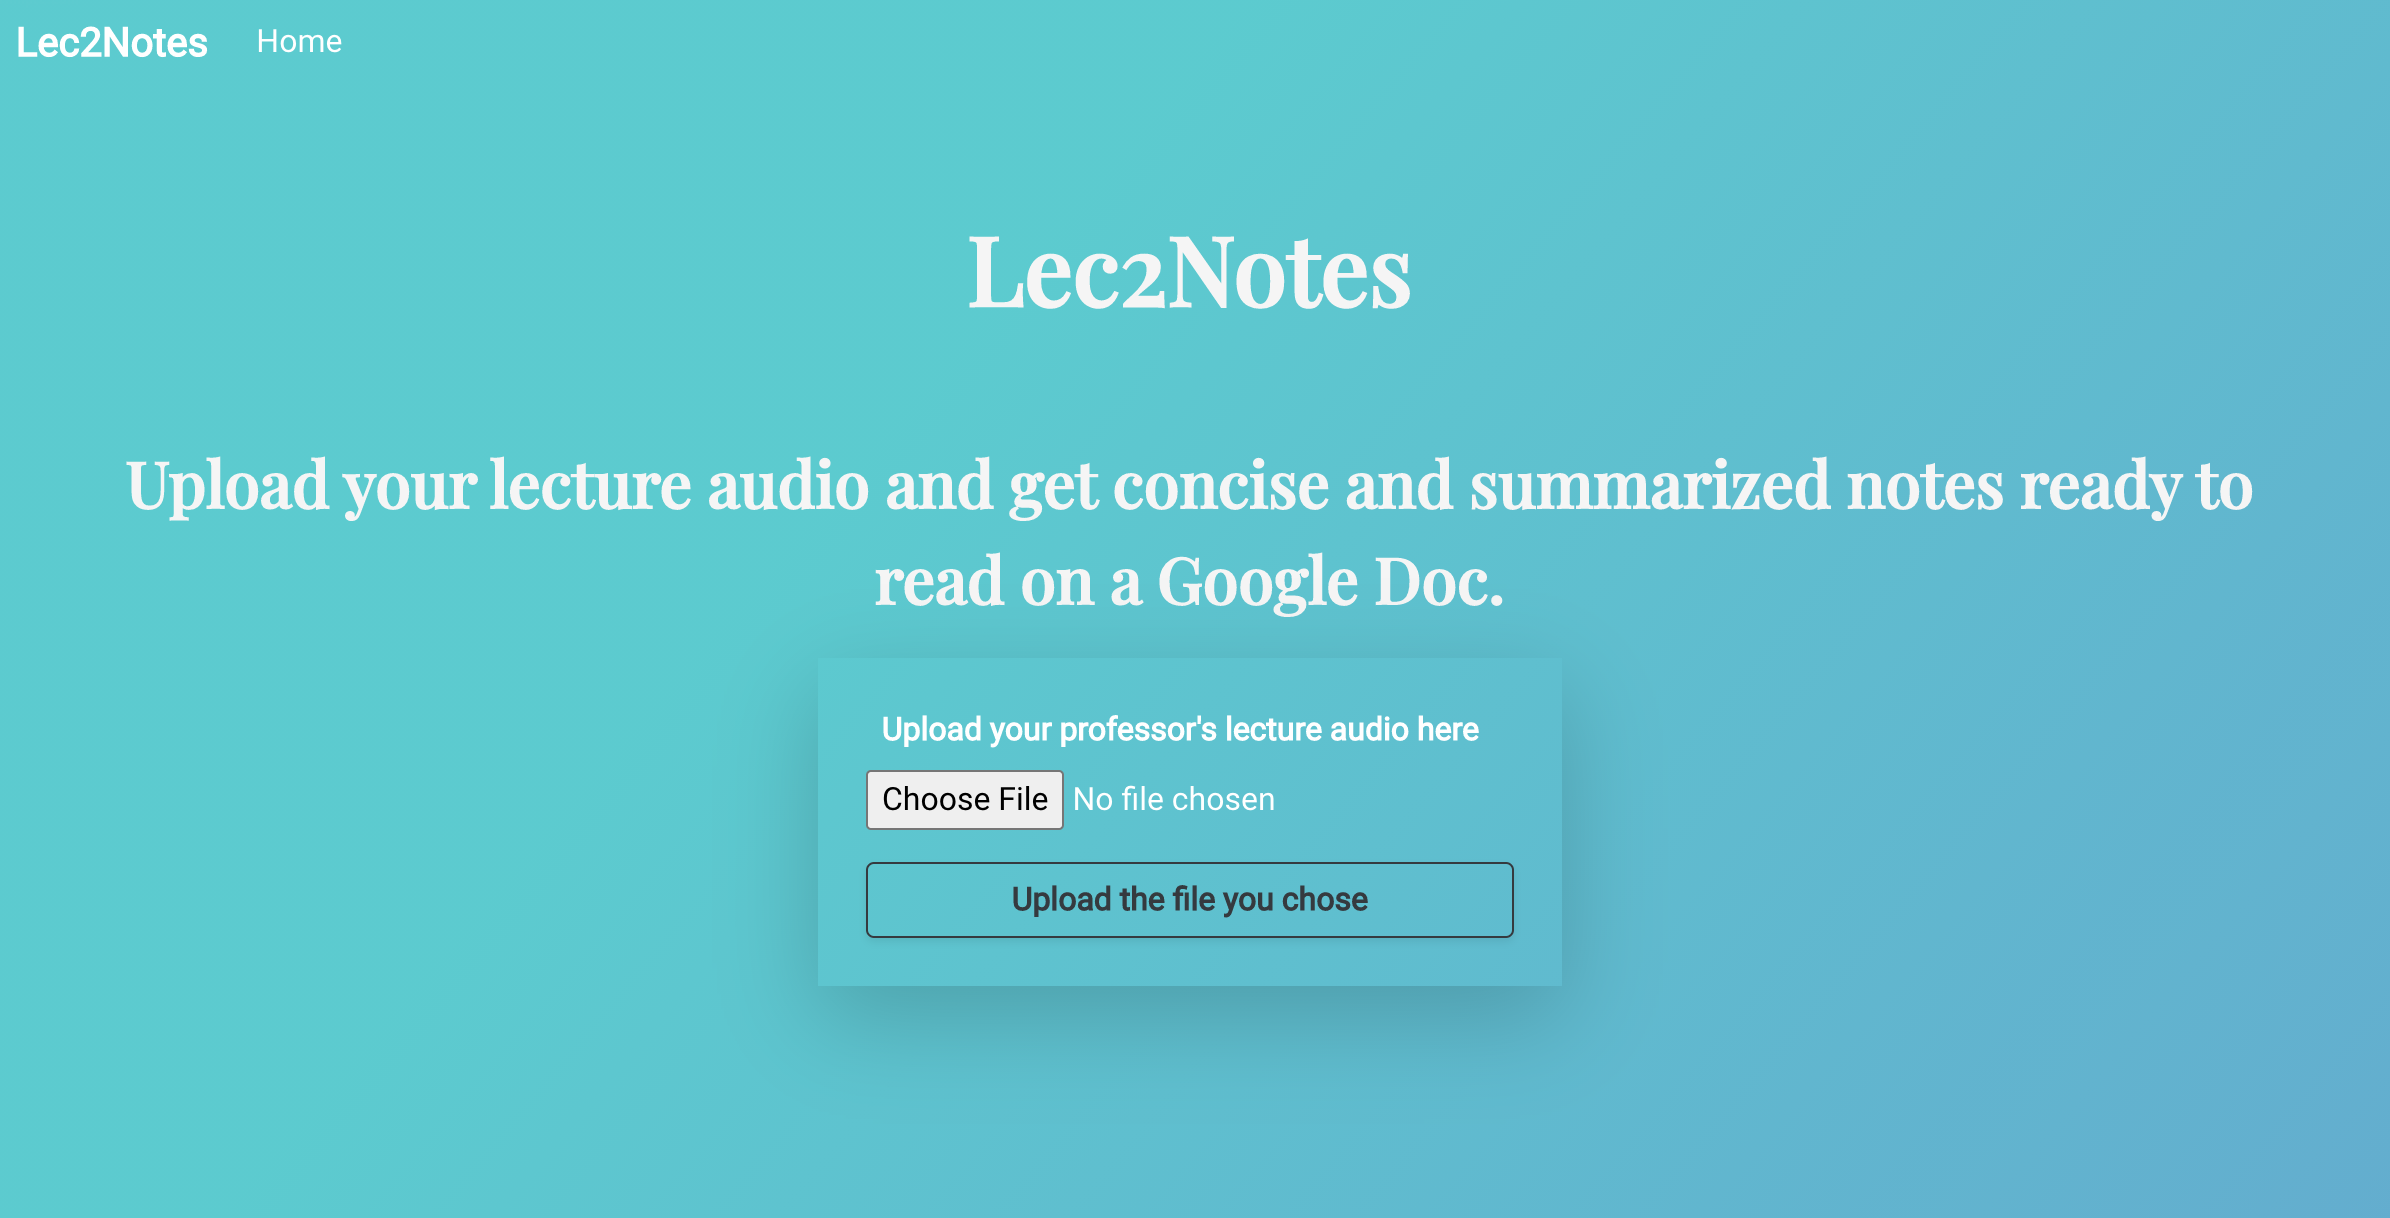 Lec2Notes Home
Lec2Notes
Upload your lecture audio and get concise and summarized notes ready to
read on a Google Doc.
Upload your professor's lecture audio here
Choose File No file chosen
Upload the file you chose